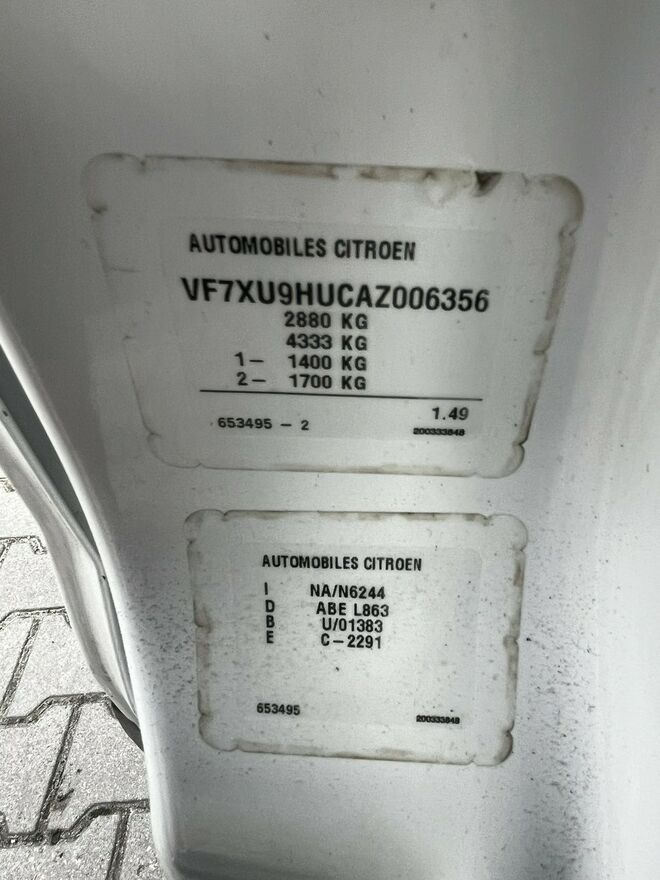 AUTOMOBILES CITROEN
VF7XU9HUCAZ006356
2880 KG
4333 KG
1– 1400 KG
2– 1700 KG
1.49
653495 – 2
200333848
AUTOMOBILES CITROEN
I NA/N6244
D ABE L863
B U/01383
E C–2291
653495
200333848